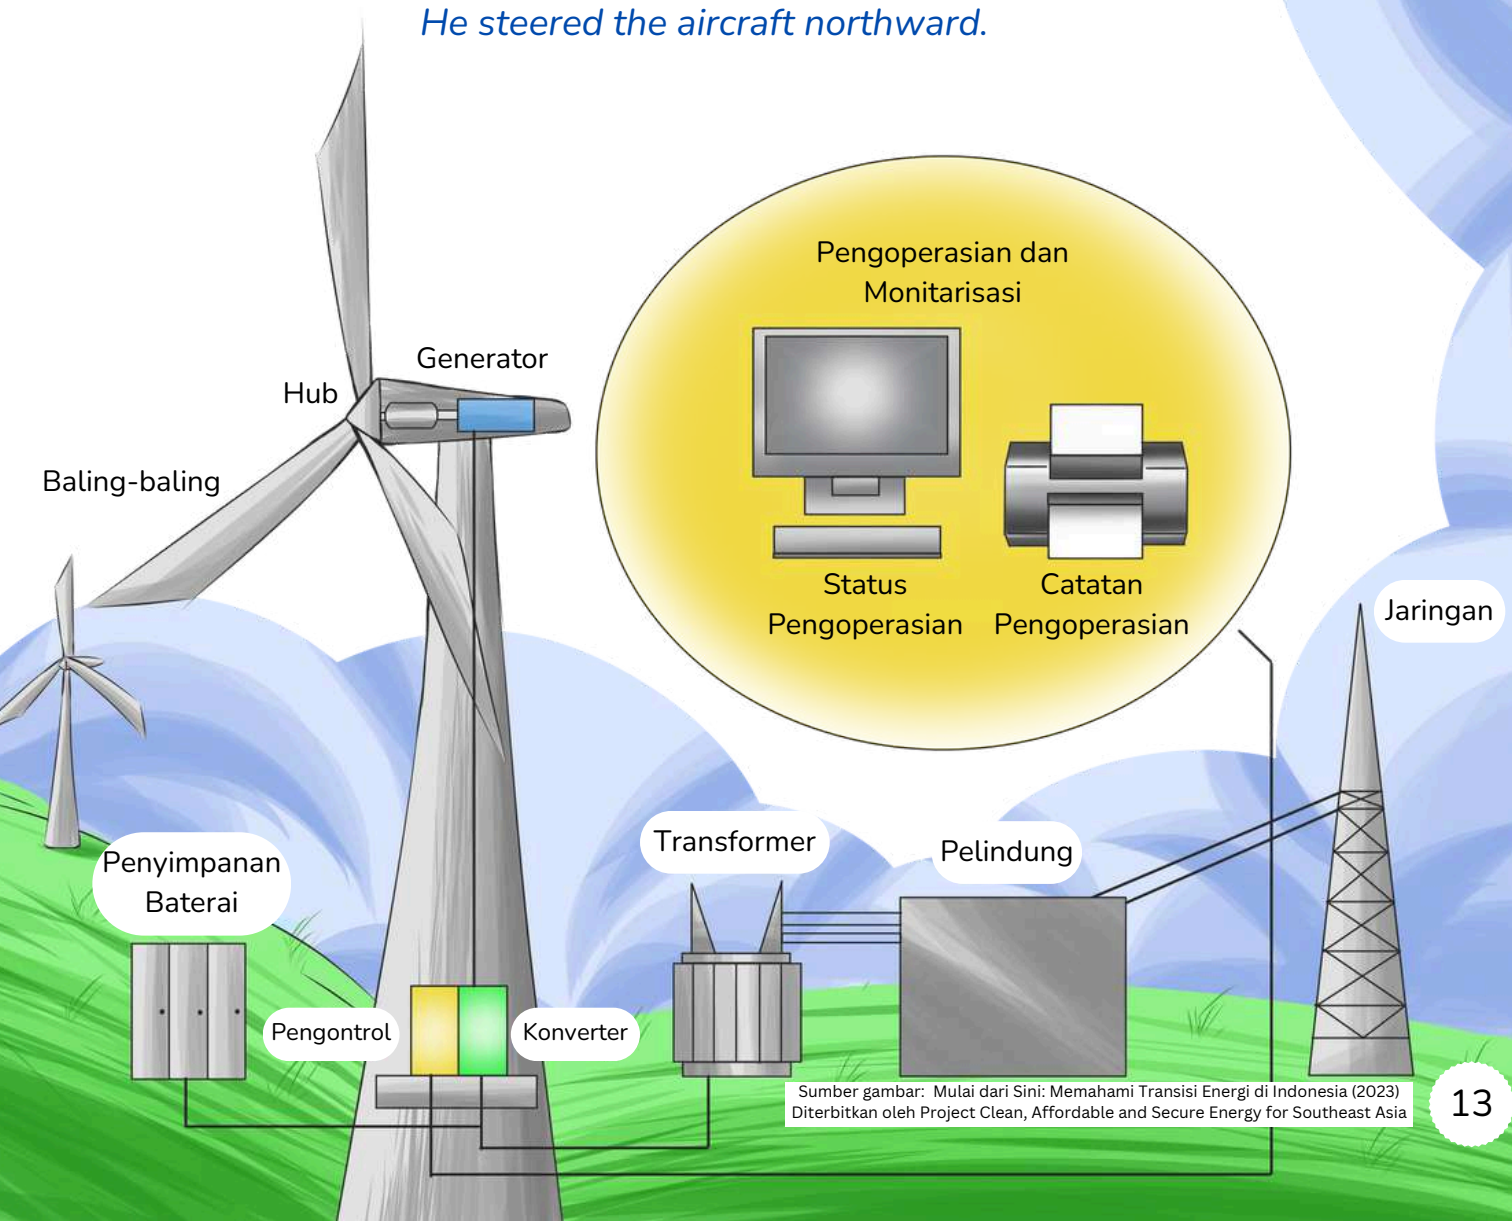 He steered the aircraft northward.
Pengoperasian dan
Monitarisasi
Generator
Hub
Baling-baling
Status
Pengoperasian
Catatan
Pengoperasian
Jaringan
Transformer
Pelindung
Penyimpanan
Baterai
Pengontrol
Konverter
Sumber gambar: Mulai dari Sini: Memahami Transisi Energi di Indonesia (2023)
Diterbitkan oleh Project Clean, Affordable and Secure Energy for Southeast Asia
13